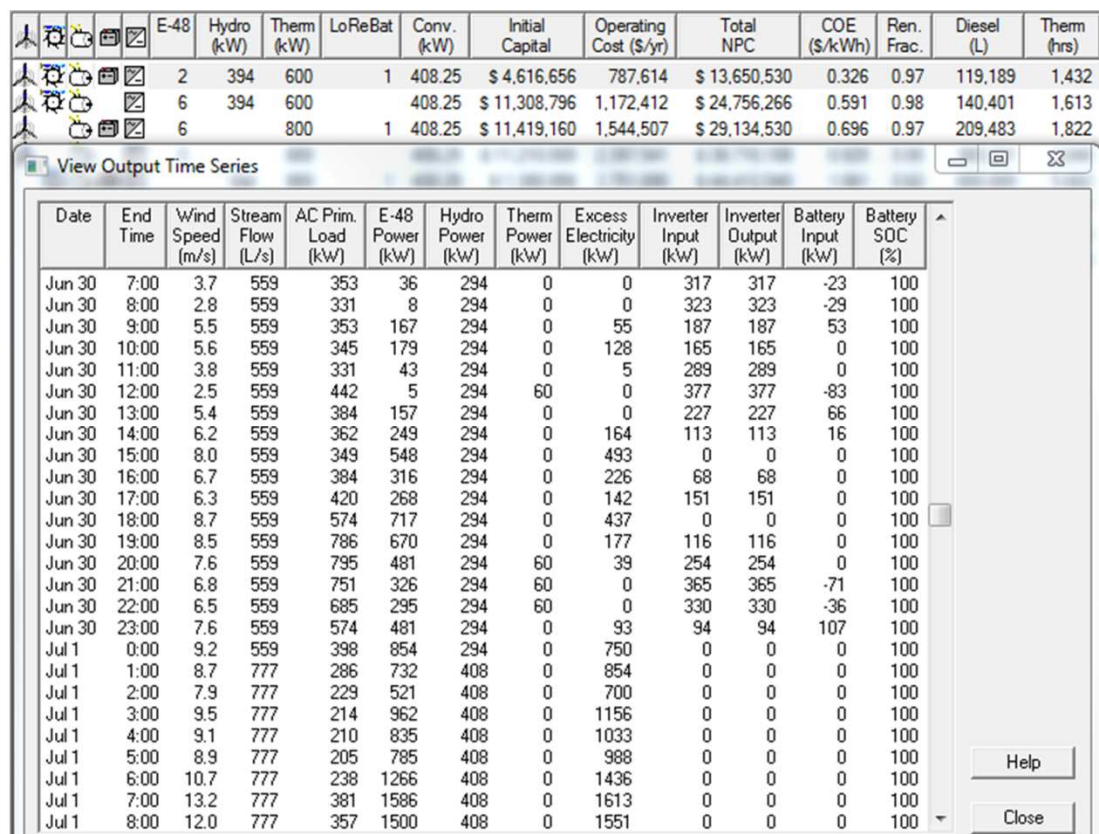 E-48 Hydro (kW) Therm (kW) LoReBat Conv. (kW) Initial Capital Operating Cost ($/yr) Total NPC COE ($/kWh) Ren. Frac. Diesel (L) Therm (hrs)
2 394 600 1 408.25 $ 4,616,656 787,614 $ 13,650,530 0.326 0.97 119,189 1,432
6 394 600 408.25 $ 11,308,796 1,172,412 $ 24,756,266 0.591 0.98 140,401 1,613
6 800 1 408.25 $ 11,419,160 1,544,507 $ 29,134,530 0.696 0.97 209,483 1,822
View Output Time Series
Date End Time Wind Speed (m/s) Stream Flow (L/s) AC Prim. Load (kW) E-48 Power (kW) Hydro Power (kW) Therm Power (kW) Excess Electricity (kW) Inverter Input (kW) Inverter Output (kW) Battery Input (kW) Battery SOC (%)
Jun 30 7:00 3.7 559 353 36 294 0 0 317 317 -23 100
Jun 30 8:00 2.8 559 331 8 294 0 0 323 323 -29 100
Jun 30 9:00 5.5 559 353 167 294 0 55 187 187 53 100
Jun 30 10:00 5.6 559 345 179 294 0 128 165 165 0 100
Jun 30 11:00 3.8 559 331 43 294 0 5 289 289 0 100
Jun 30 12:00 2.5 559 442 5 294 60 0 377 377 -83 100
Jun 30 13:00 5.4 559 384 157 294 0 0 227 227 66 100
Jun 30 14:00 6.2 559 362 249 294 0 164 113 113 16 100
Jun 30 15:00 8.0 559 349 548 294 0 493 0 0 0 100
Jun 30 16:00 6.7 559 384 316 294 0 226 68 68 0 100
Jun 30 17:00 6.3 559 420 268 294 0 142 151 151 0 100
Jun 30 18:00 8.7 559 574 717 294 0 437 0 0 0 100
Jun 30 19:00 8.5 559 786 670 294 0 177 116 116 0 100
Jun 30 20:00 7.6 559 795 481 294 60 39 254 254 0 100
Jun 30 21:00 6.8 559 751 326 294 60 0 365 365 -71 100
Jun 30 22:00 6.5 559 685 295 294 60 0 330 330 -36 100
Jun 30 23:00 7.6 559 574 481 294 0 93 94 94 107 100
Jul 1 0:00 9.2 559 398 854 294 0 750 0 0 0 100
Jul 1 1:00 8.7 777 286 732 408 0 854 0 0 0 100
Jul 1 2:00 7.9 777 229 521 408 0 700 0 0 0 100
Jul 1 3:00 9.5 777 214 962 408 0 1156 0 0 0 100
Jul 1 4:00 9.1 777 210 835 408 0 1033 0 0 0 100
Jul 1 5:00 8.9 777 205 785 408 0 988 0 0 0 100
Jul 1 6:00 10.7 777 238 1266 408 0 1436 0 0 0 100
Jul 1 7:00 13.2 777 381 1586 408 0 1613 0 0 0 100
Jul 1 8:00 12.0 777 357 1500 408 0 1551 0 0 0 100
Help
Close